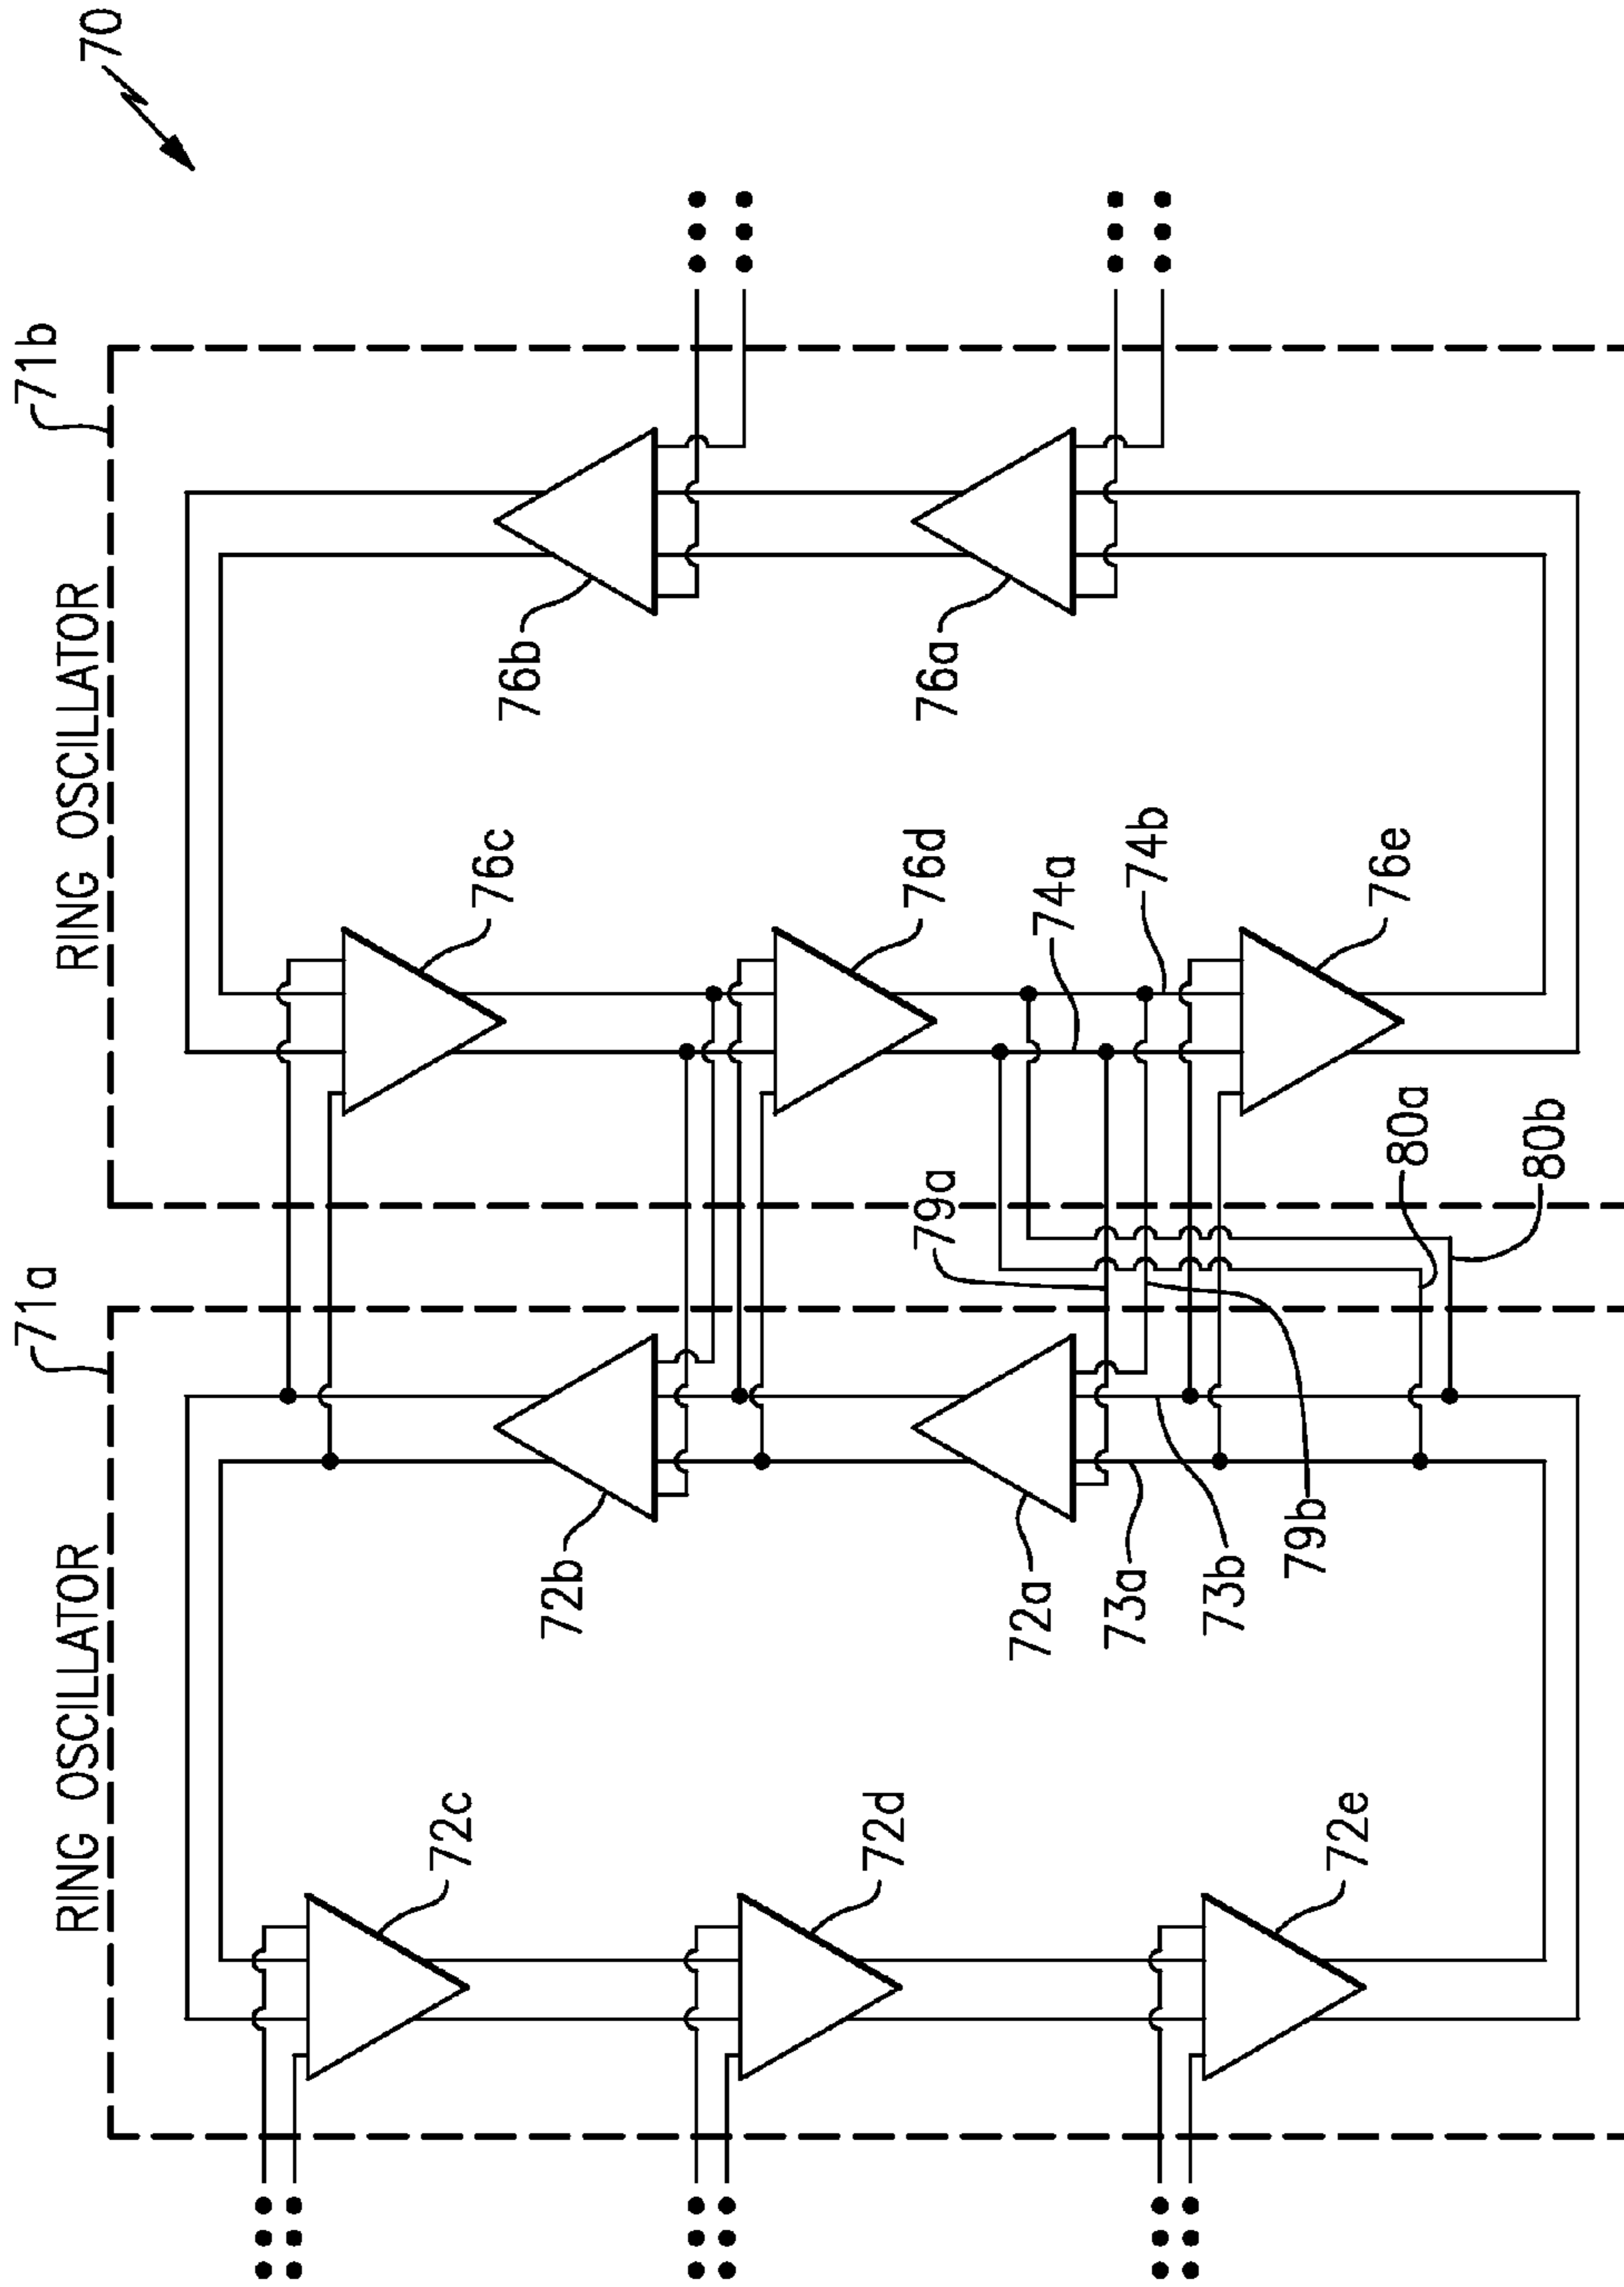 70
71a
71b
RING OSCILLATOR
RING OSCILLATOR
72c
76c
72b
76b
72d
76d
79a
72a
74a
76a
73a
74b
73b
79b
72e
76e
80a
80b